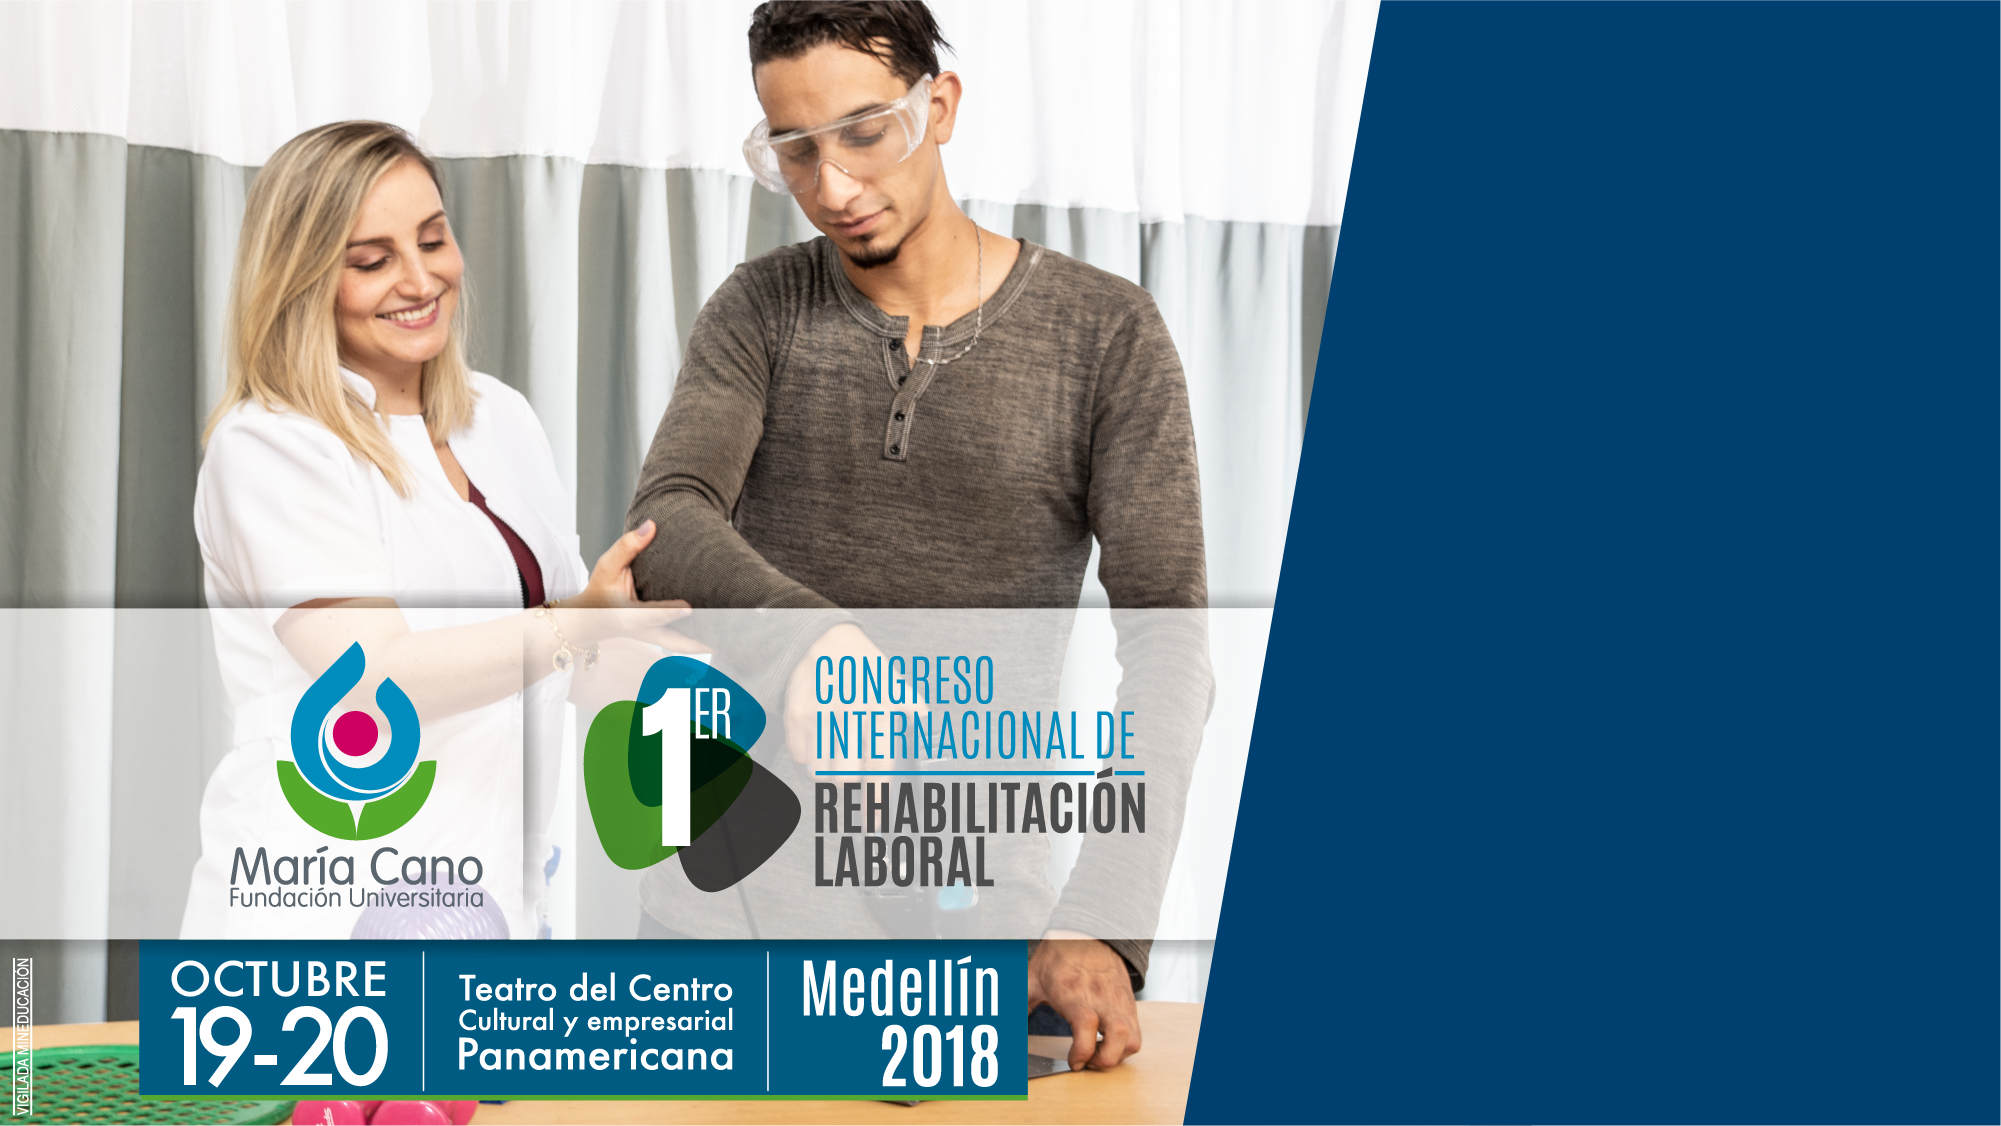 María Cano
Fundación Universitaria
1ER
CONGRESO
INTERNACIONAL DE
REHABILITACIÓN
LABORAL
OCTUBRE
19-20
Teatro del Centro
Cultural y empresarial
Panamericana
Medellín
2018
VIGILADA MINEDUCACIÓN